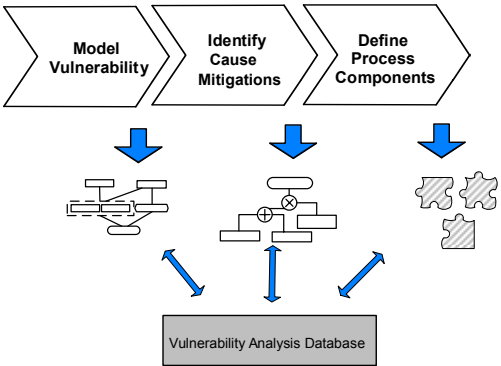 Model
Vulnerability
Identify
Cause
Mitigations
Define
Process
Components
Vulnerability Analysis Database